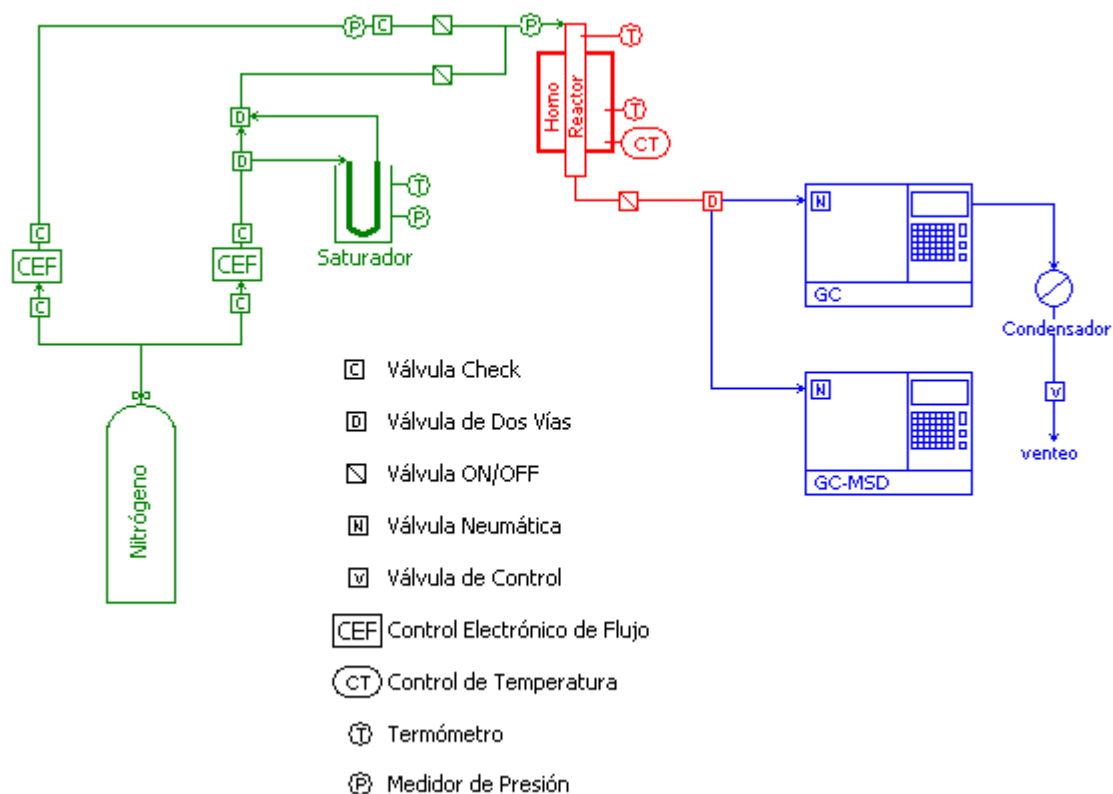 P
C
P
T
D
Horno
Reactor
T
CT
D
T
P
Saturador
C
CEF
C
C
CEF
C
D
N
GC
Condensador
N
GC-MSD
V
venteo
Nitrógeno
C Válvula Check
D Válvula de Dos Vías
Válvula ON/OFF
N Válvula Neumática
V Válvula de Control
CEF Control Electrónico de Flujo
CT Control de Temperatura
T Termómetro
P Medidor de Presión